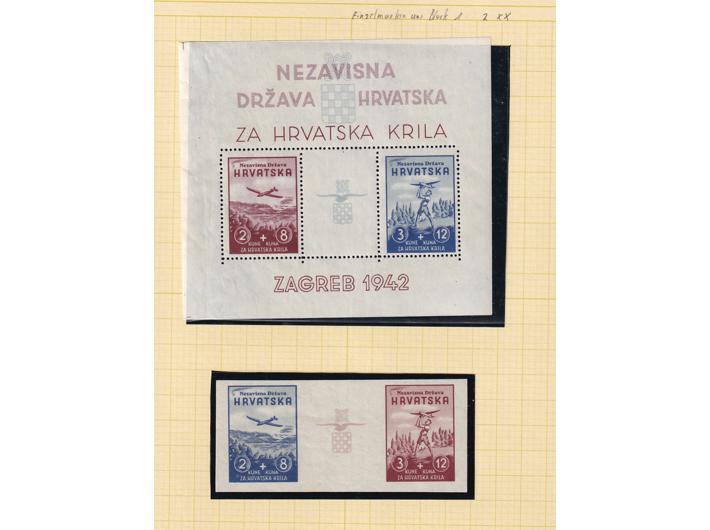 Einzelmarken aus Block 1 2 xx
NEZAVISNA
DRŽAVA HRVATSKA
ZA HRVATSKA KRILA
Nezavisna Država
HRVATSKA
2 + 8
KUNE KUNA
ZA HRVATSKA KRILA
Nezavisna Država
HRVATSKA
3 + 12
KUNE KUNA
ZA HRVATSKA KRILA
ZAGREB 1942
Nezavisna Država
HRVATSKA
2 + 8
KUNE KUNA
ZA HRVATSKA KRILA
Nezavisna Država
HRVATSKA
3 + 12
KUNE KUNA
ZA HRVATSKA KRILA